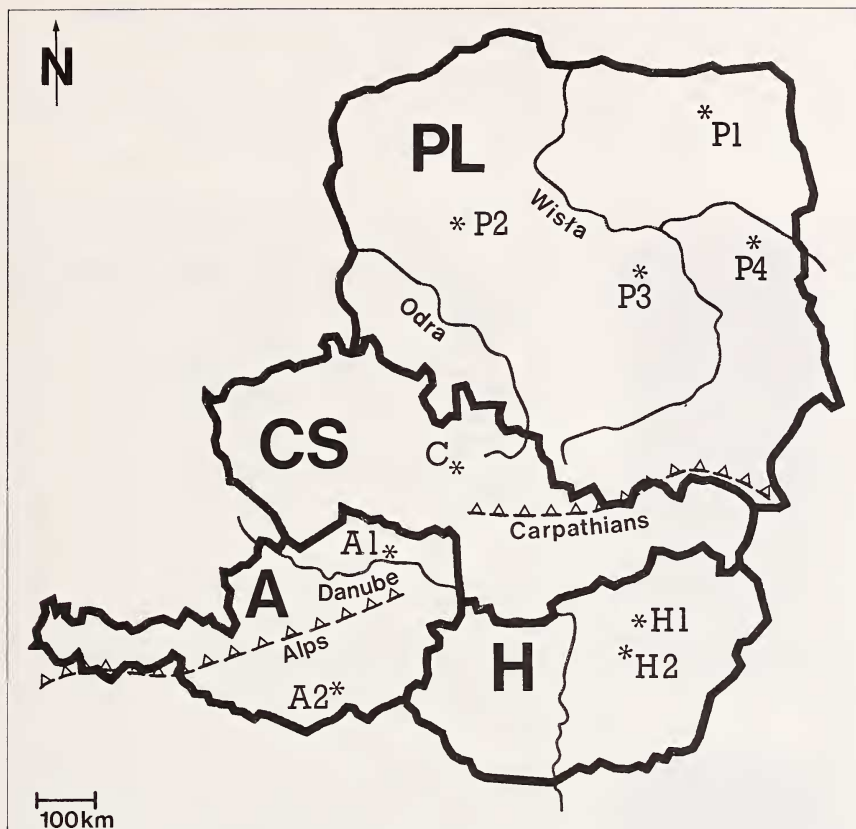 N
PL
* P1
* P2
Wisła
* P3
* P4
Odra
CS
C *
Carpathians
A1 *
A
Danube
Alps
A2 *
H
* H1
* H2
100km